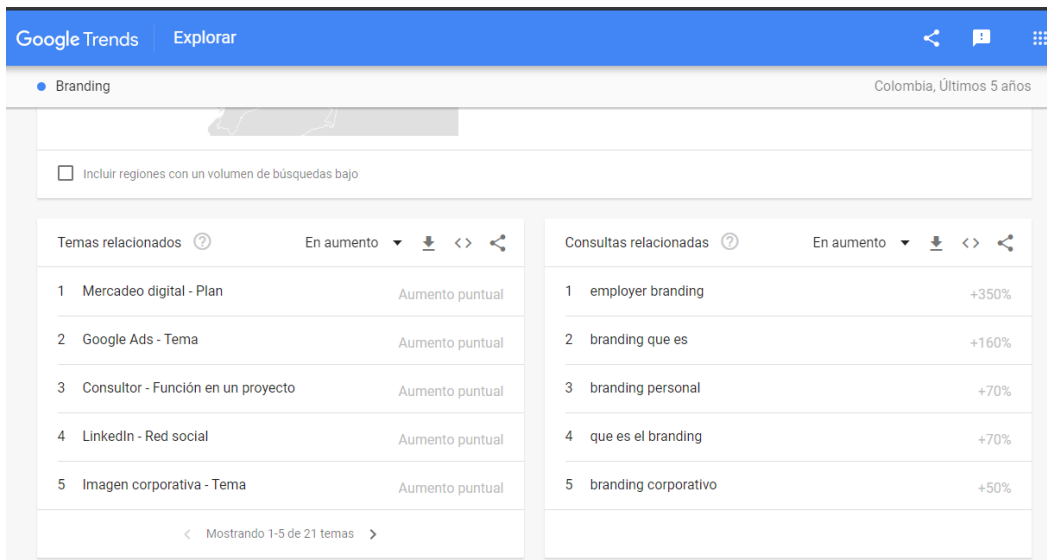 Google Trends Explorar
Branding Colombia, Últimos 5 años
Incluir regiones con un volumen de búsquedas bajo
Temas relacionados En aumento
1 Mercadeo digital - Plan Aumento puntual
2 Google Ads - Tema Aumento puntual
3 Consultor - Función en un proyecto Aumento puntual
4 LinkedIn - Red social Aumento puntual
5 Imagen corporativa - Tema Aumento puntual
Mostrando 1-5 de 21 temas
Consultas relacionadas En aumento
1 employer branding +350%
2 branding que es +160%
3 branding personal +70%
4 que es el branding +70%
5 branding corporativo +50%